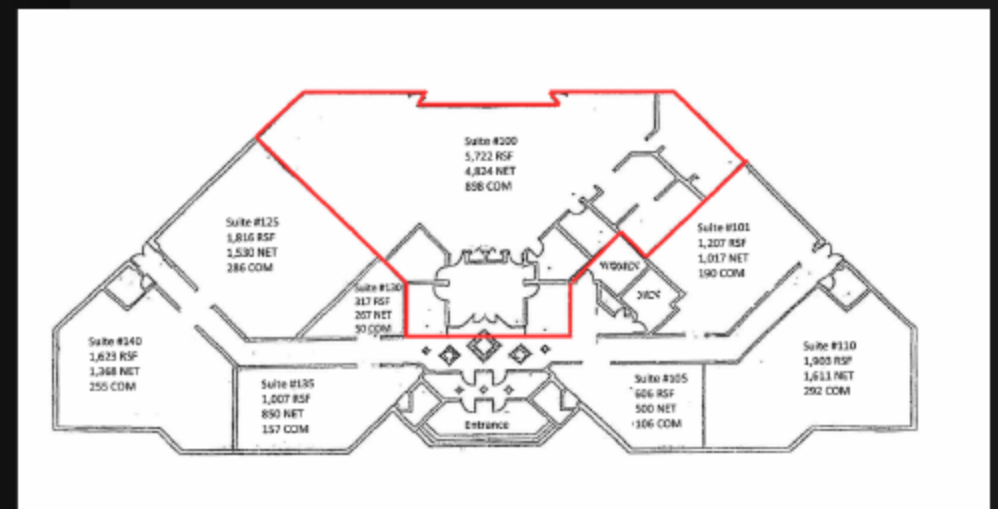 Suite #100
5,722 RSF
4,824 NET
898 COM
Suite #125
1,816 RSF
1,530 NET
286 COM
Suite #101
1,207 RSF
1,017 NET
190 COM
WOMENS
MENS
Suite #130
317 RSF
267 NET
50 COM
Suite #140
1,623 RSF
1,368 NET
255 COM
Suite #110
1,903 RSF
1,611 NET
292 COM
Suite #135
1,007 RSF
850 NET
157 COM
Suite #105
606 RSF
500 NET
106 COM
Entrance